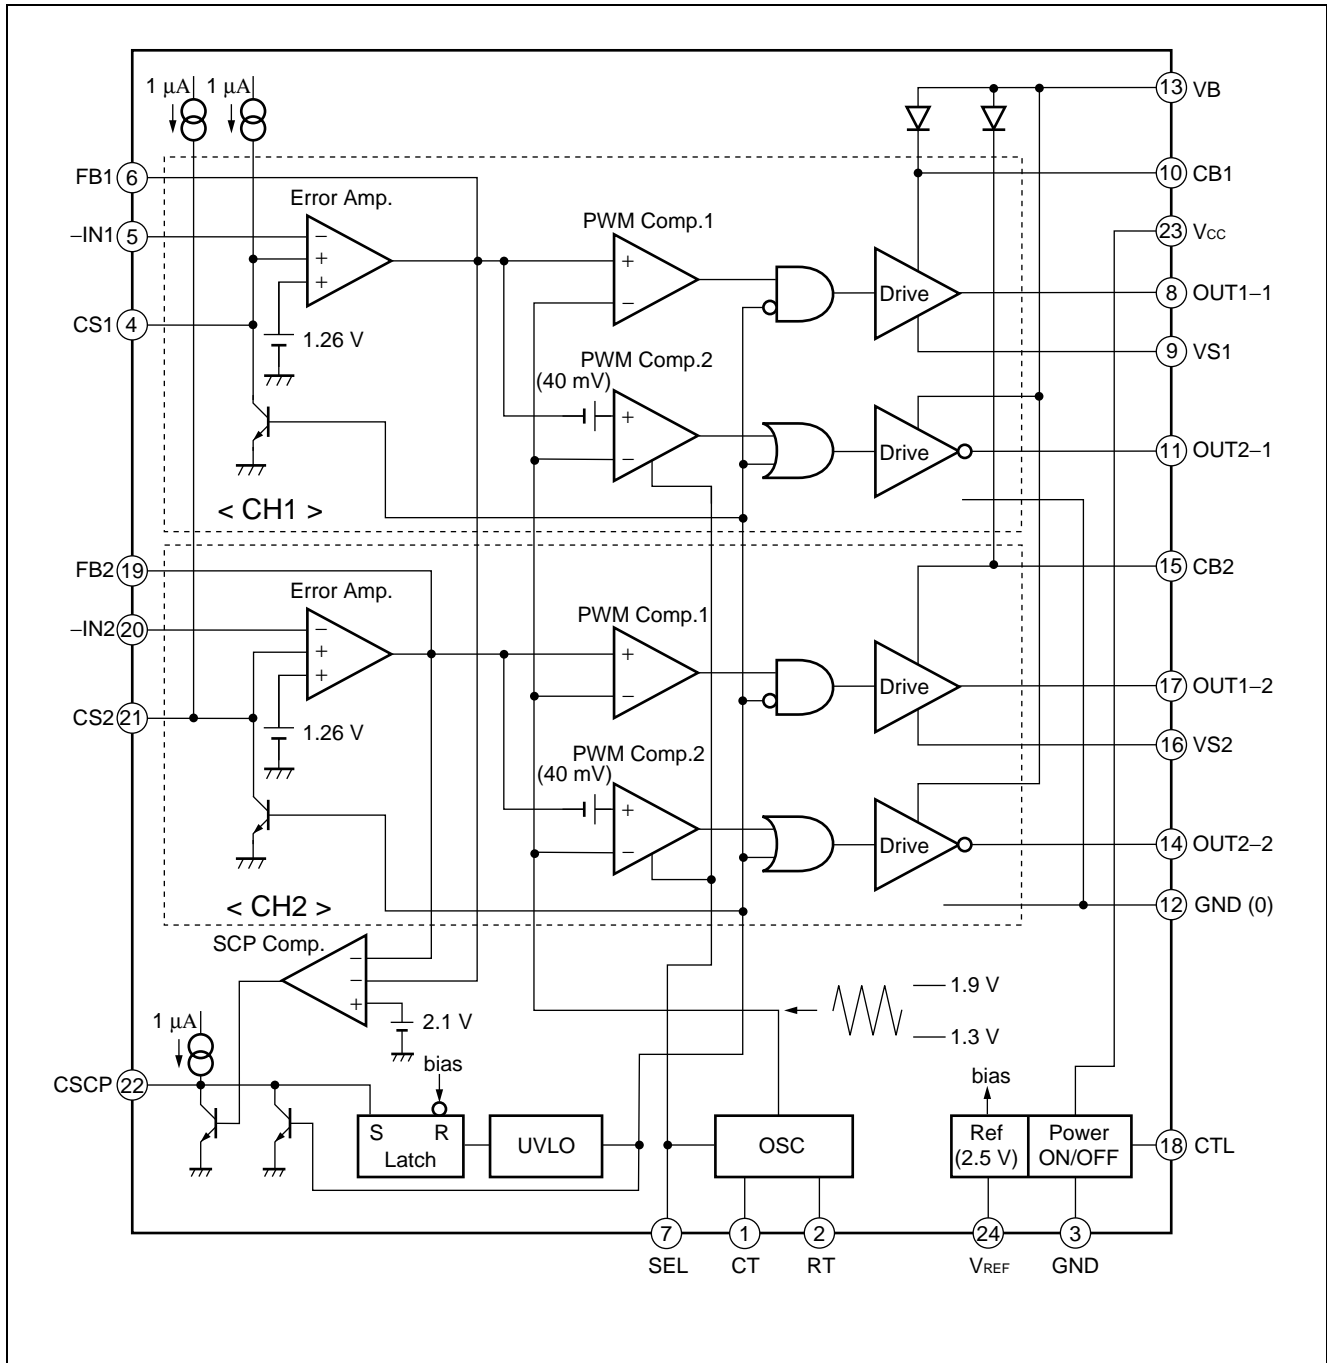 1 μA 1 μA
13 VB
FB1 6
10 CB1
Error Amp.
PWM Comp.1
−IN1 5
23 VCC
−
+
+
+
−
Drive
8 OUT1−1
CS1 4
1.26 V
9 VS1
PWM Comp.2
(40 mV)
+
−
Drive
11 OUT2−1
< CH1 >
FB2 19
15 CB2
Error Amp.
PWM Comp.1
−IN2 20
−
+
+
+
−
Drive
17 OUT1−2
CS2 21
1.26 V
16 VS2
PWM Comp.2
(40 mV)
+
−
Drive
14 OUT2−2
< CH2 >
12 GND (0)
SCP Comp.
−
−
+
2.1 V
1.9 V
1.3 V
1 μA
bias
bias
CSCP 22
S R
Latch
UVLO
OSC
Ref
(2.5 V)
Power
ON/OFF
18 CTL
7 1 2 24 3
SEL CT RT VREF GND